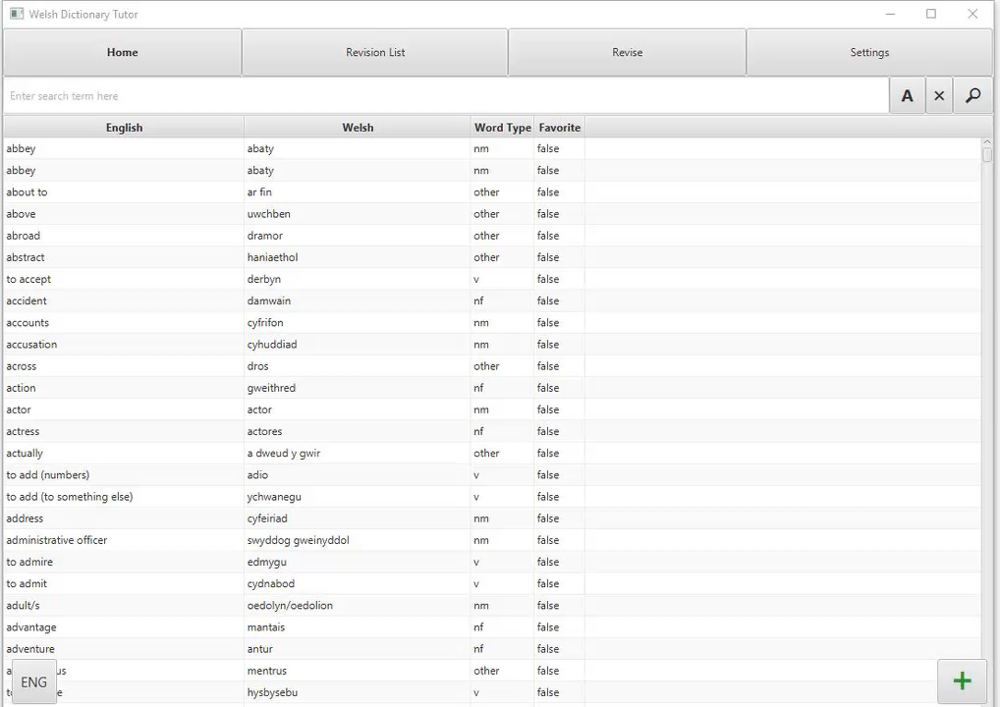 Welsh Dictionary Tutor
Home Revision List Revise Settings
Enter search term here A
English Welsh Word Type Favorite
abbey abaty nm false
abbey abaty nm false
about to ar fin other false
above uwchben other false
abroad dramor other false
abstract haniaethol other false
to accept derbyn v false
accident damwain nf false
accounts cyfrifon nm false
accusation cyhuddiad nm false
across dros other false
action gweithred nf false
actor actor nm false
actress actores nf false
actually a dweud y gwir other false
to add (numbers) adio v false
to add (to something else) ychwanegu v false
address cyfeiriad nm false
administrative officer swyddog gweinyddol nm false
to admire edmygu v false
to admit cydnabod v false
adult/s oedolyn/oedolion nm false
advantage mantais nf false
adventure antur nf false
mentrus other false
ENG
hysbysebu v false